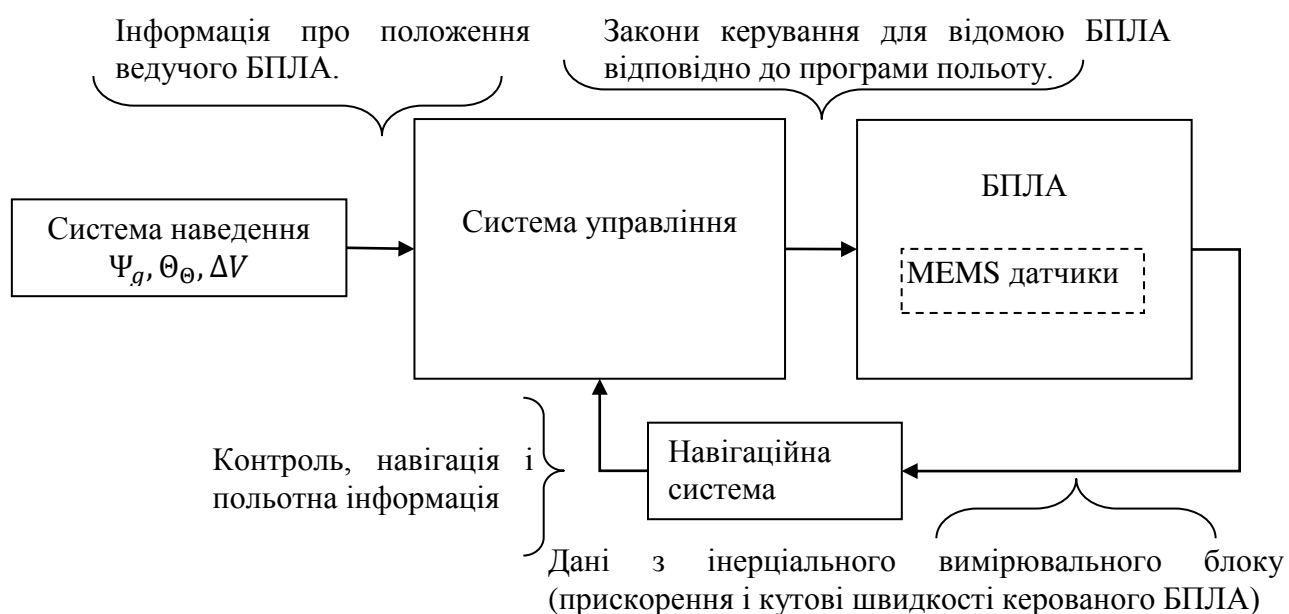 Інформація про положення
ведучого БПЛА.
Закони керування для відомою БПЛА
відповідно до програми польоту.
Система наведення
Ψ_g, Θ_Θ, ΔV
Система управління
БПЛА
MEMS датчики
Контроль, навігація і
польотна інформація
Навігаційна
система
Дані з інерціального вимірювального блоку
(прискорення і кутові швидкості керованого БПЛА)